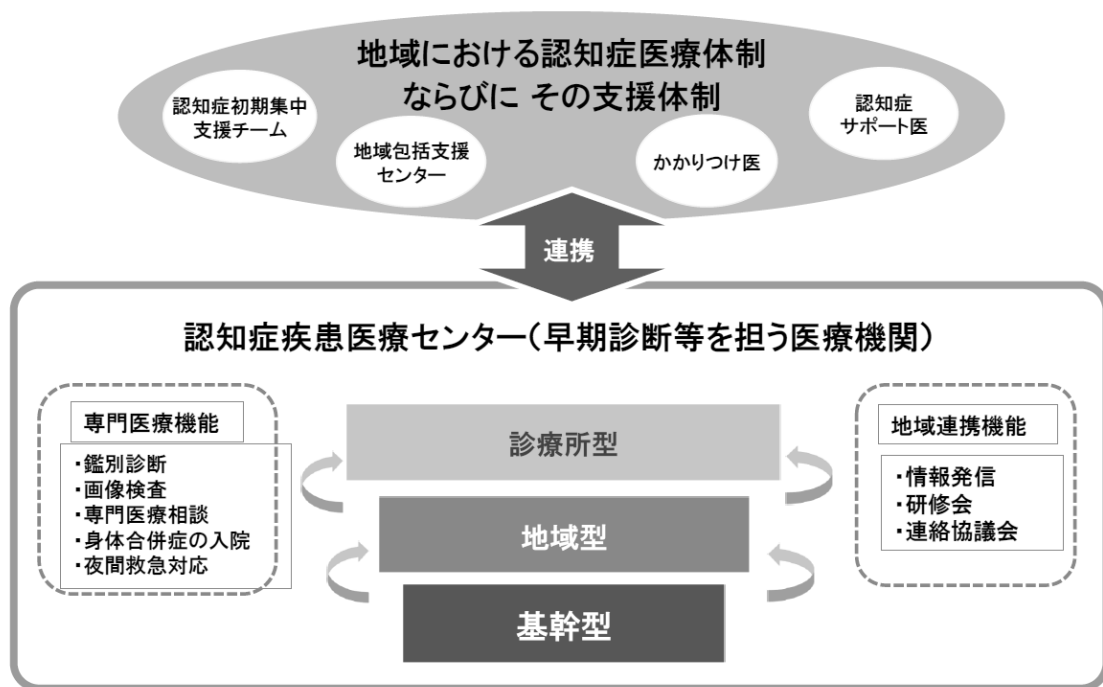 地域における認知症医療体制
ならびに その支援体制
認知症初期集中
支援チーム
地域包括支援
センター
かかりつけ医
認知症
サポート医
連携
認知症疾患医療センター(早期診断等を担う医療機関)
専門医療機能
・鑑別診断
・画像検査
・専門医療相談
・身体合併症の入院
・夜間救急対応
診療所型
地域型
基幹型
地域連携機能
・情報発信
・研修会
・連絡協議会